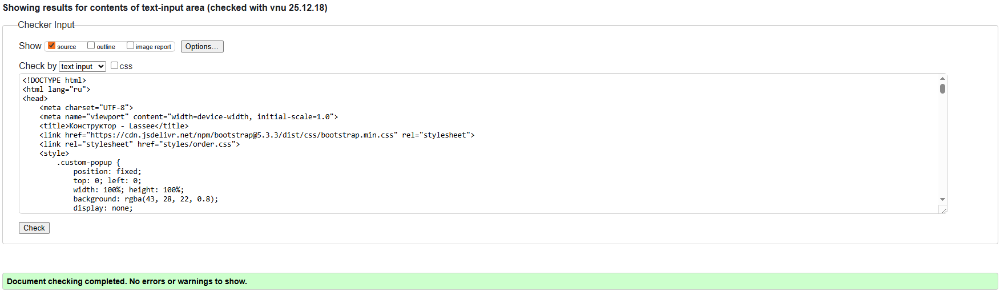 Showing results for contents of text-input area (checked with vnu 25.12.18)
Checker Input
Show source outline image report Options...
Check by text input css
<!DOCTYPE html>
<html lang="ru">
<head>
    <meta charset="UTF-8">
    <meta name="viewport" content="width=device-width, initial-scale=1.0">
    <title>Конструктор - Lassee</title>
    <link href="https://cdn.jsdelivr.net/npm/bootstrap@5.3.3/dist/css/bootstrap.min.css" rel="stylesheet">
    <link rel="stylesheet" href="styles/order.css">
    <style>
        .custom-popup {
            position: fixed;
            top: 0; left: 0;
            width: 100%; height: 100%;
            background: rgba(43, 28, 22, 0.8);
            display: none;
Check
Document checking completed. No errors or warnings to show.